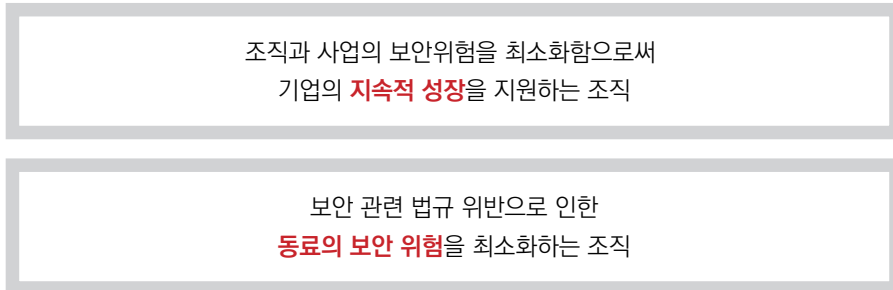 조직과 사업의 보안위험을 최소화함으로써
기업의 지속적 성장을 지원하는 조직
보안 관련 법규 위반으로 인한
동료의 보안 위험을 최소화하는 조직